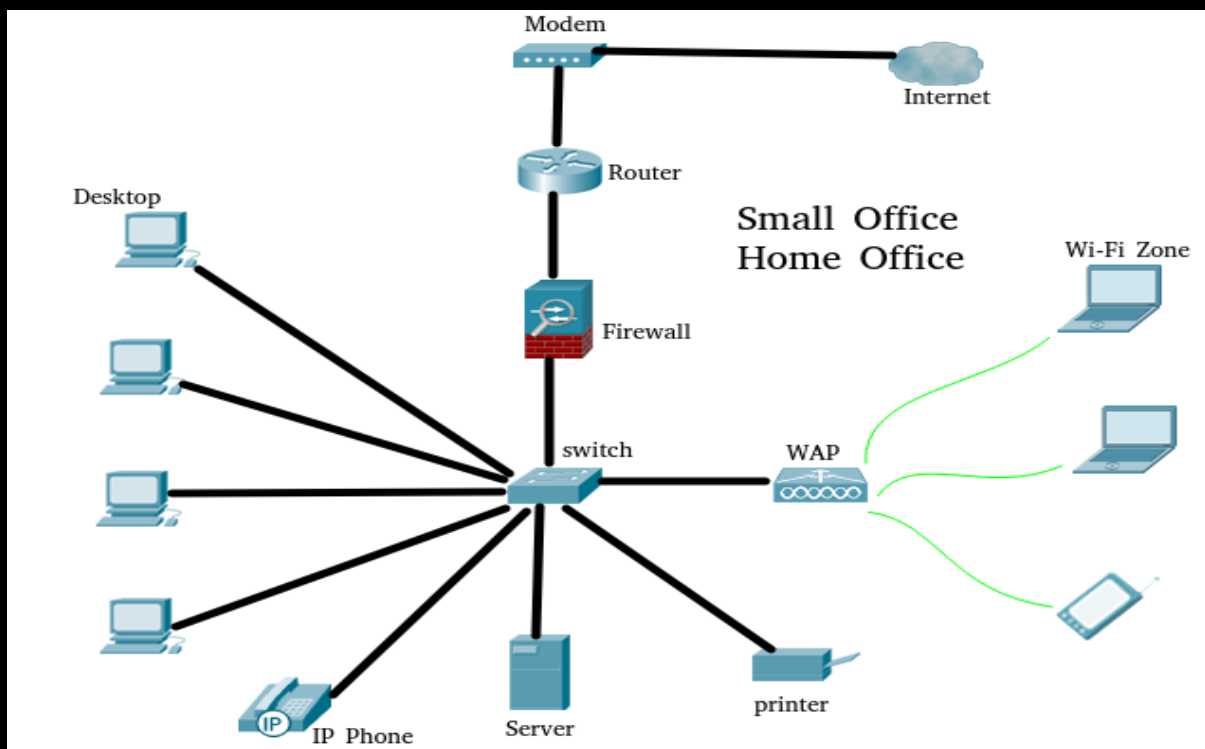 Modem
Internet
Router
Desktop
Small Office
Home Office
Wi-Fi Zone
Firewall
switch
WAP
IP
IP Phone
Server
printer